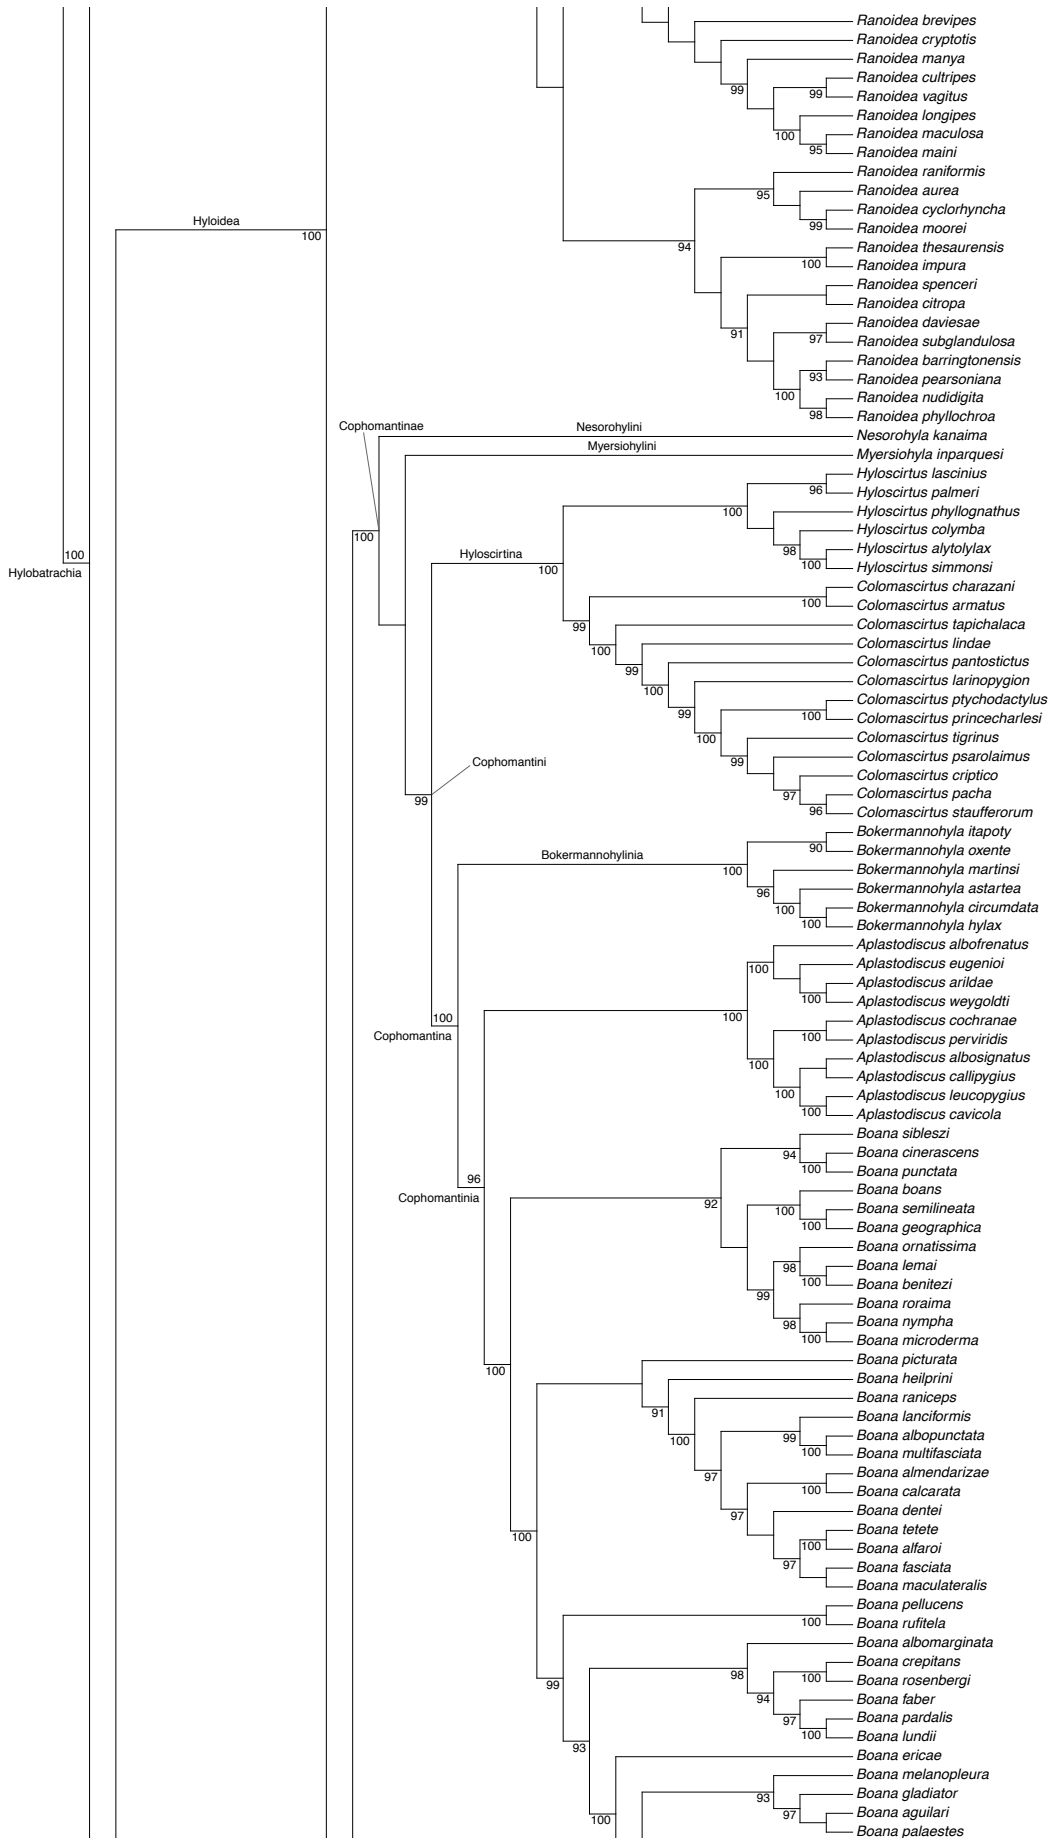 Ranoidea brevipes
Ranoidea cryptotis
Ranoidea manya
99
Ranoidea cultripes
99
Ranoidea vagitus
Ranoidea longipes
100
Ranoidea maculosa
95
Ranoidea maini
Ranoidea raniformis
95
Ranoidea aurea
Ranoidea cyclorhyncha
99
Ranoidea moorei
Hyloidea
100
94
Ranoidea thesaurensis
100
Ranoidea impura
Ranoidea spenceri
Ranoidea citropa
91
Ranoidea daviesae
97
Ranoidea subglandulosa
Ranoidea barringtonensis
93
Ranoidea pearsoniana
100
Ranoidea nudidigita
98
Ranoidea phyllochroa
Cophomantinae
Nesorohylini
Nesorohyla kanaima
Myersiohylini
Myersiohyla inparquesi
Hyloscirtus lascinius
96
Hyloscirtus palmeri
100
Hyloscirtus phyllognathus
Hyloscirtus colymba
98
Hyloscirtus alytolylax
100
Hyloscirtus simmonsi
100
100
Hylobatrachia
Hyloscirtina
100
Colomascirtus charazani
100
Colomascirtus armatus
99
Colomascirtus tapichalaca
100
Colomascirtus lindae
99
Colomascirtus pantostictus
100
Colomascirtus larinopygion
99
Colomascirtus ptychodactylus
100
Colomascirtus princecharlesi
100
Colomascirtus tigrinus
99
Colomascirtus psarolaimus
Colomascirtus criptico
97
Colomascirtus pacha
96
Colomascirtus staufferorum
Cophomantini
99
Bokermannohyla itapoty
90
Bokermannohyla oxente
Bokermannohylinia
100
Bokermannohyla martinsi
96
Bokermannohyla astartea
100
Bokermannohyla circumdata
100
Bokermannohyla hylax
Aplastodiscus albofrenatus
100
Aplastodiscus eugenioi
Aplastodiscus arildae
100
Aplastodiscus weygoldti
100
100
Cophomantina
Aplastodiscus cochranae
100
Aplastodiscus perviridis
100
Aplastodiscus albosignatus
Aplastodiscus callipygius
100
Aplastodiscus leucopygius
100
Aplastodiscus cavicola
Boana sibleszi
94
Boana cinerascens
100
Boana punctata
96
Cophomantinia
92
Boana boans
100
Boana semilineata
100
Boana geographica
Boana ornatissima
98
Boana lemai
100
Boana benitezi
99
Boana roraima
98
Boana nympha
100
Boana microderma
100
Boana picturata
Boana heilprini
91
Boana raniceps
100
Boana lanciformis
99
Boana albopunctata
100
Boana multifasciata
97
Boana almendarizae
100
Boana calcarata
97
Boana dentei
Boana tetete
100
Boana alfaroi
97
Boana fasciata
Boana maculateralis
100
Boana pellucens
100
Boana rufitela
99
Boana albomarginata
98
Boana crepitans
100
Boana rosenbergi
94
Boana faber
97
Boana pardalis
100
Boana lundii
93
Boana ericae
100
Boana melanopleura
93
Boana gladiator
97
Boana aguilari
Boana palaestes